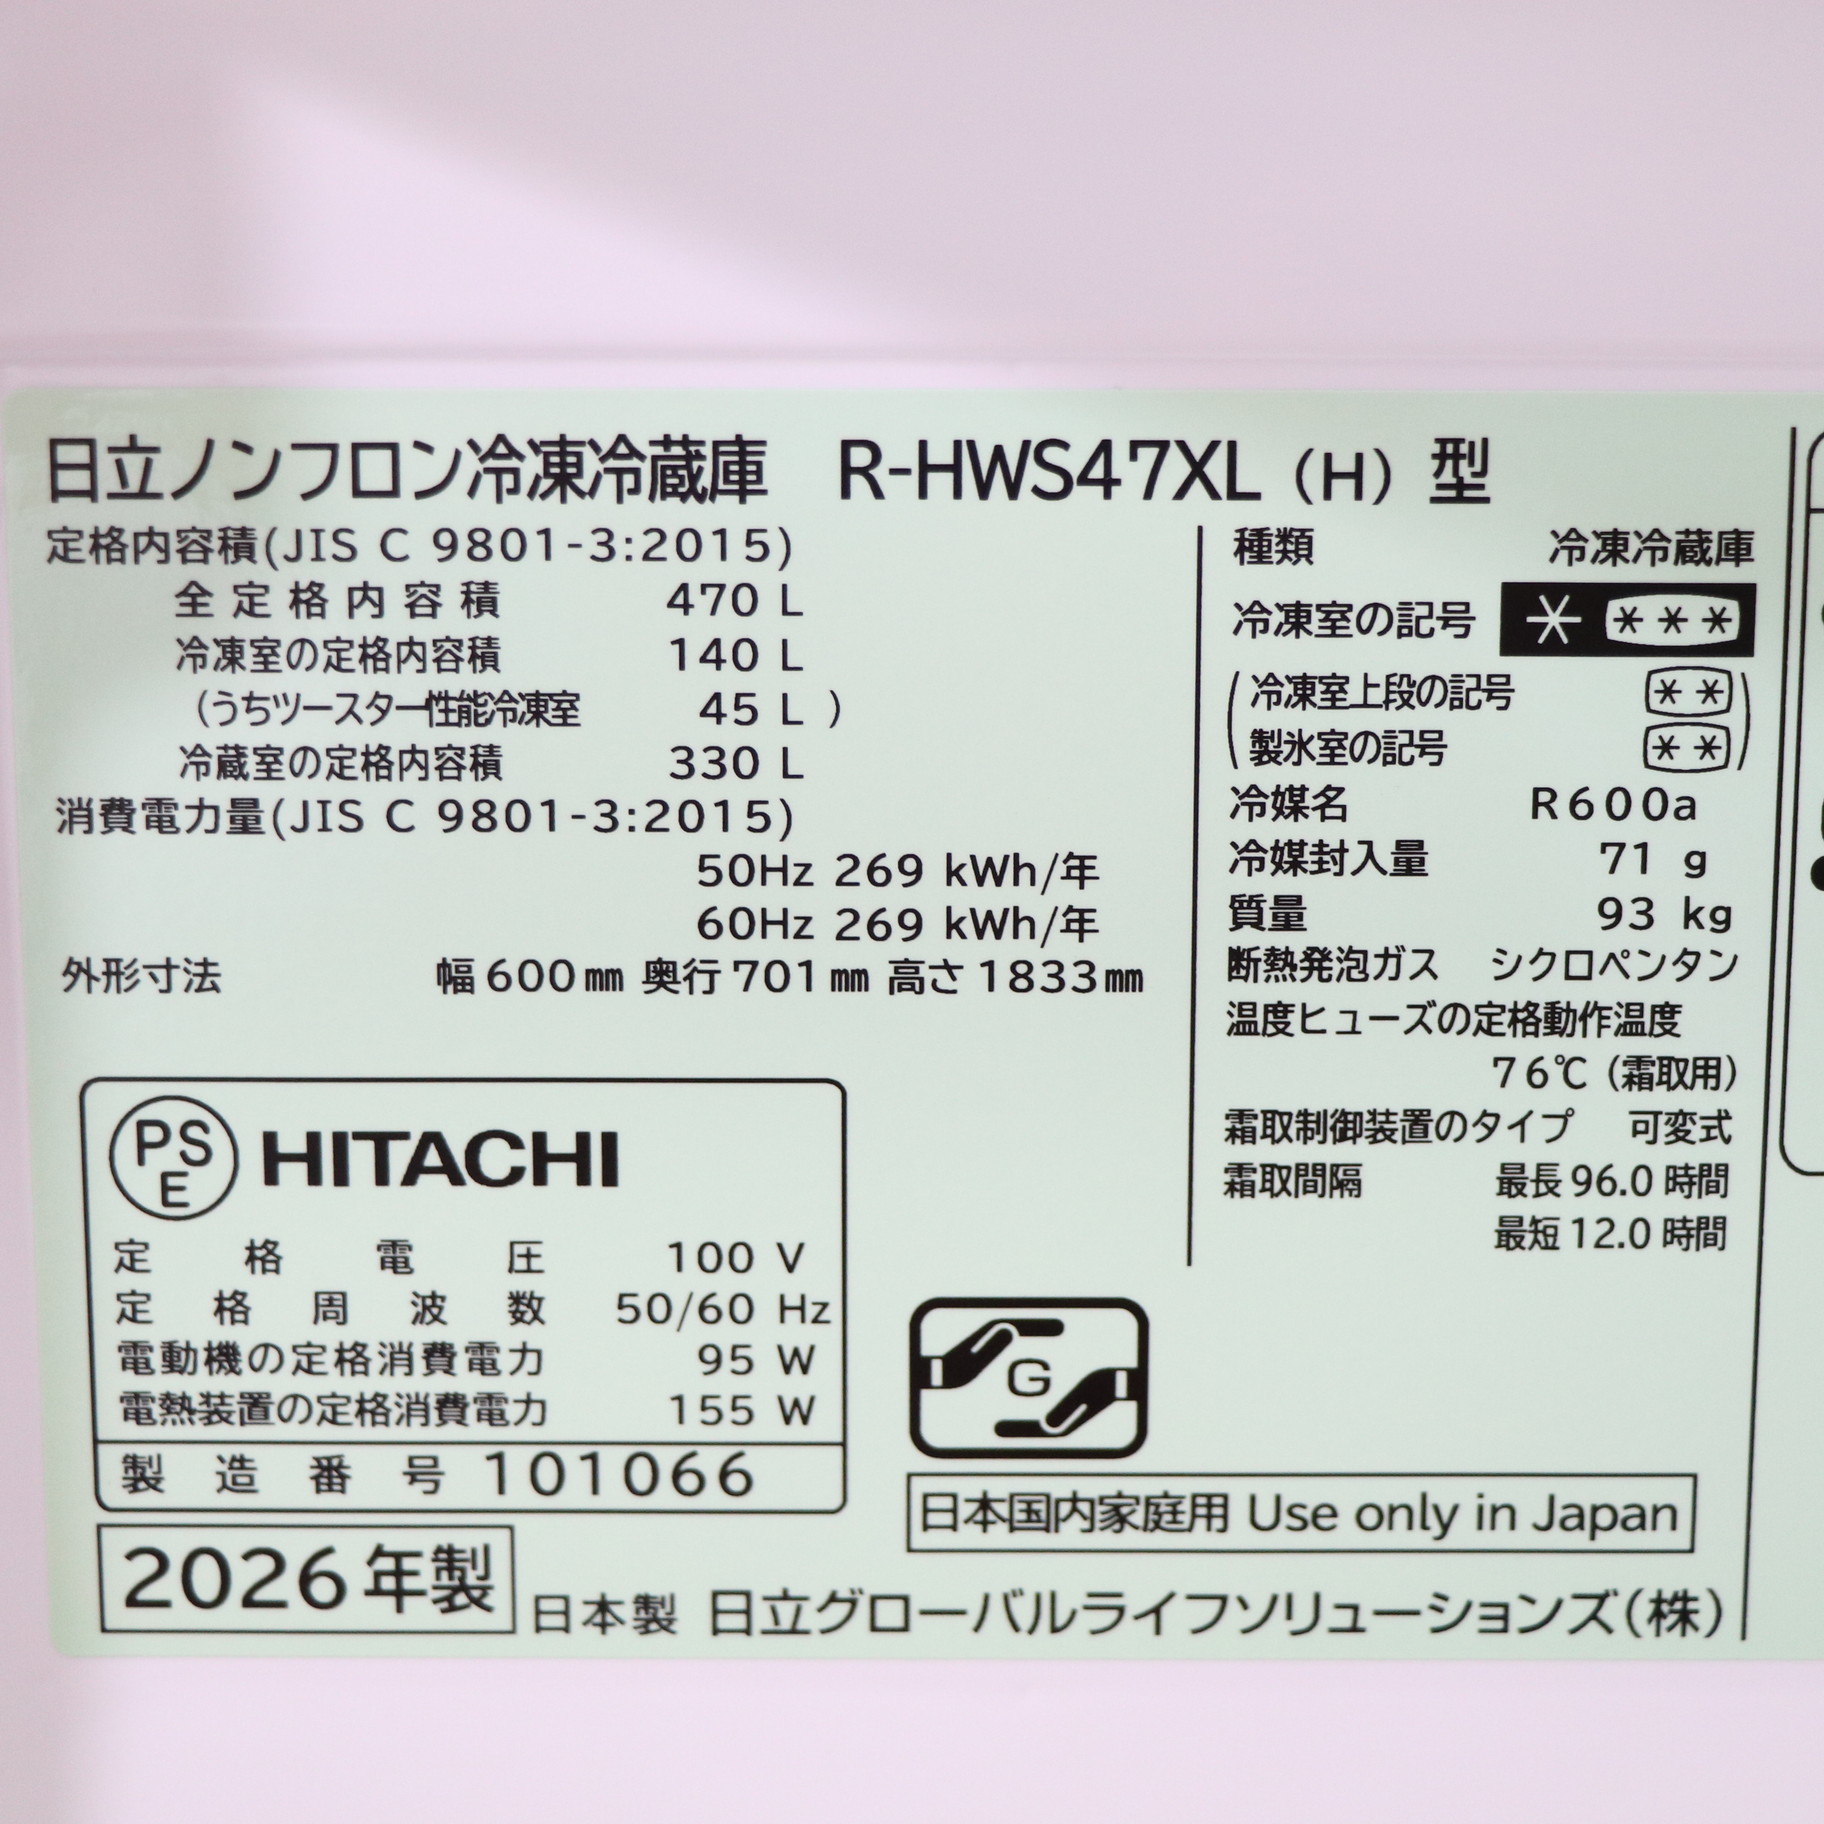 日立ノンフロン冷凍冷蔵庫 R-HWS47XL (H) 型
定格内容積(JIS C 9801-3:2015)
全定格内容積 470 L
冷凍室の定格内容積 140 L
(うちツースター性能冷凍室 45 L )
冷蔵室の定格内容積 330 L
消費電力量(JIS C 9801-3:2015)
50Hz 269 kWh/年
60Hz 269 kWh/年
外形寸法 幅600㎜ 奥行701㎜ 高さ1833㎜
PS
E
HITACHI
定格電圧 100 V
定格周波数 50/60 Hz
電動機の定格消費電力 95 W
電熱装置の定格消費電力 155 W
製造番号 101066
2026年製
日本製 日立グローバルライフソリューションズ(株)
種類 冷凍冷蔵庫
冷凍室の記号 * ***
(冷凍室上段の記号 **
製氷室の記号 **)
冷媒名 R600a
冷媒封入量 71 g
質量 93 kg
断熱発泡ガス シクロペンタン
温度ヒューズの定格動作温度
76℃(霜取用)
霜取制御装置のタイプ 可変式
霜取間隔 最長96.0時間
最短12.0時間
G
日本国内家庭用 Use only in Japan